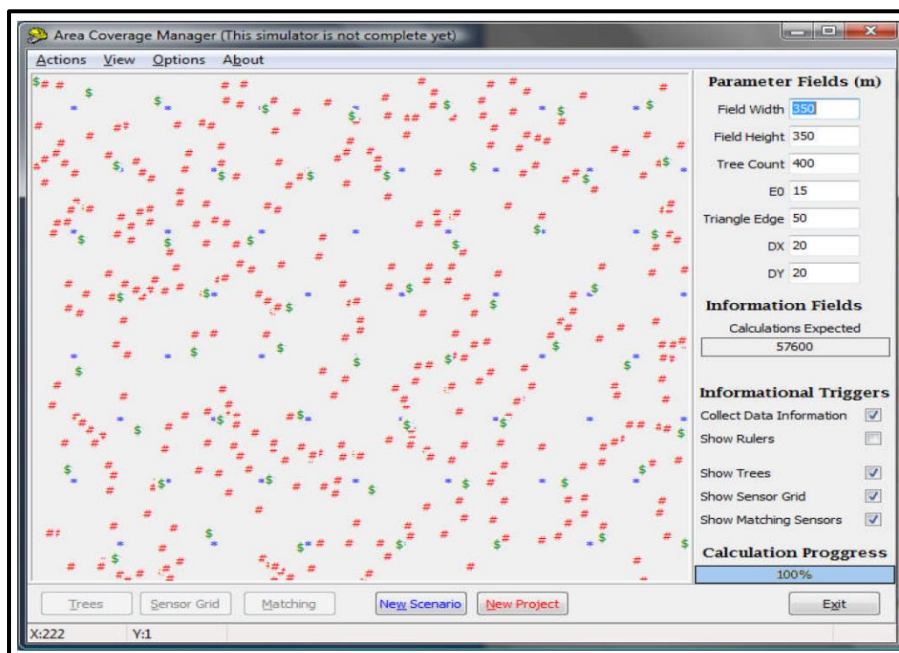 Area Coverage Manager (This simulator is not complete yet)
Actions View Options About
Parameter Fields (m)
Field Width 350
Field Height 350
Tree Count 400
E0 15
Triangle Edge 50
DX 20
DY 20
Information Fields
Calculations Expected
57600
Informational Triggers
Collect Data Information
Show Rulers
Show Trees
Show Sensor Grid
Show Matching Sensors
Calculation Proggress
100%
Trees Sensor Grid Matching New Scenario New Project Exit
X:222 Y:1